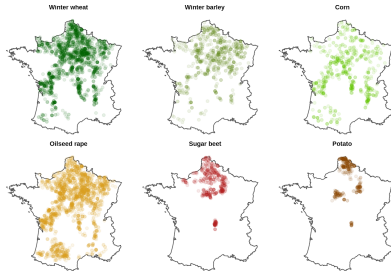 Winter wheat
Winter barley
Corn
Oilseed rape
Sugar beet
Potato